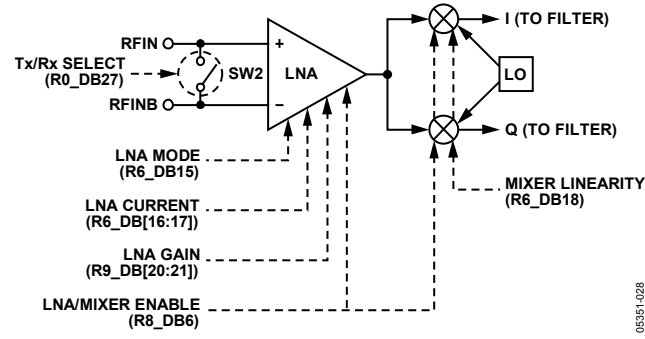 RFIN
I (TO FILTER)
Tx/Rx SELECT
(R0_DB27)
SW2
+
LNA
−
LO
RFINB
Q (TO FILTER)
LNA MODE
(R6_DB15)
MIXER LINEARITY
(R6_DB18)
LNA CURRENT
(R6_DB[16:17])
LNA GAIN
(R9_DB[20:21])
LNA/MIXER ENABLE
(R8_DB6)
05351-028